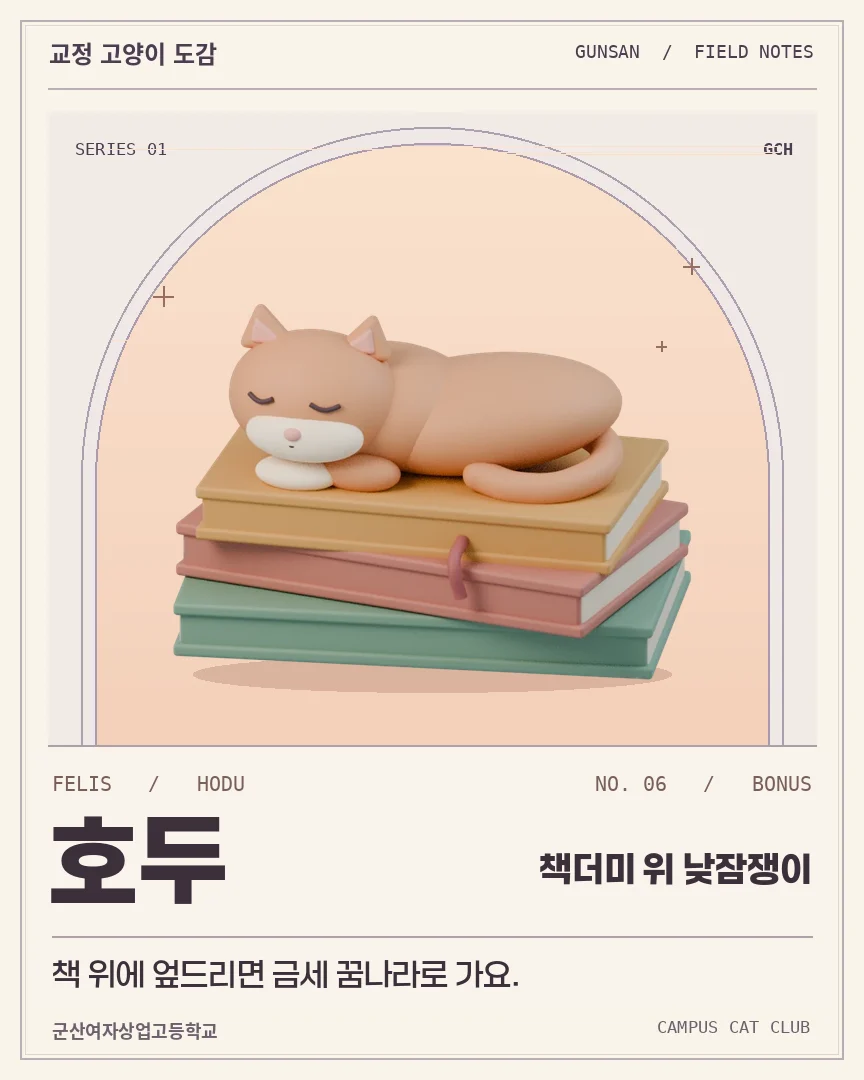 교정 고양이 도감
GUNSAN / FIELD NOTES
SERIES 01
GCH
FELIS / HODU
NO. 06 / BONUS
호두
책더미 위 낮잠쟁이
책 위에 엎드리면 금세 꿈나라로 가요.
군산여자상업고등학교
CAMPUS CAT CLUB